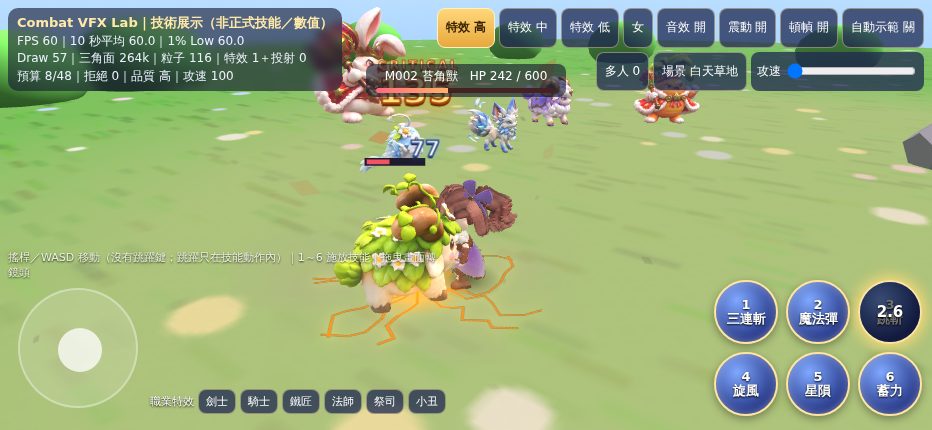 Combat VFX Lab｜技術展示（非正式技能／數值）
FPS 60｜10 秒平均 60.0｜1% Low 60.0
Draw 57｜三角面 264k｜粒子 116｜特效 1＋投射 0
預算 8/48｜拒絕 0｜品質 高｜攻速 100
特效 高
特效 中
特效 低
女
音效 開
震動 開
頓幀 開
自動示範 關
多人 0
場景 白天草地
攻速
CRITICAL
M002 苔角獸 HP 242 / 600
77
搖桿／WASD 移動（沒有跳躍鍵；跳躍只在技能動作內）｜1～6 施放技能
鏡頭
1
三連斬
2
魔法彈
3
2.6
4
旋風
5
星隕
6
蓄力
職業特效
劍士
騎士
鐵匠
法師
祭司
小丑